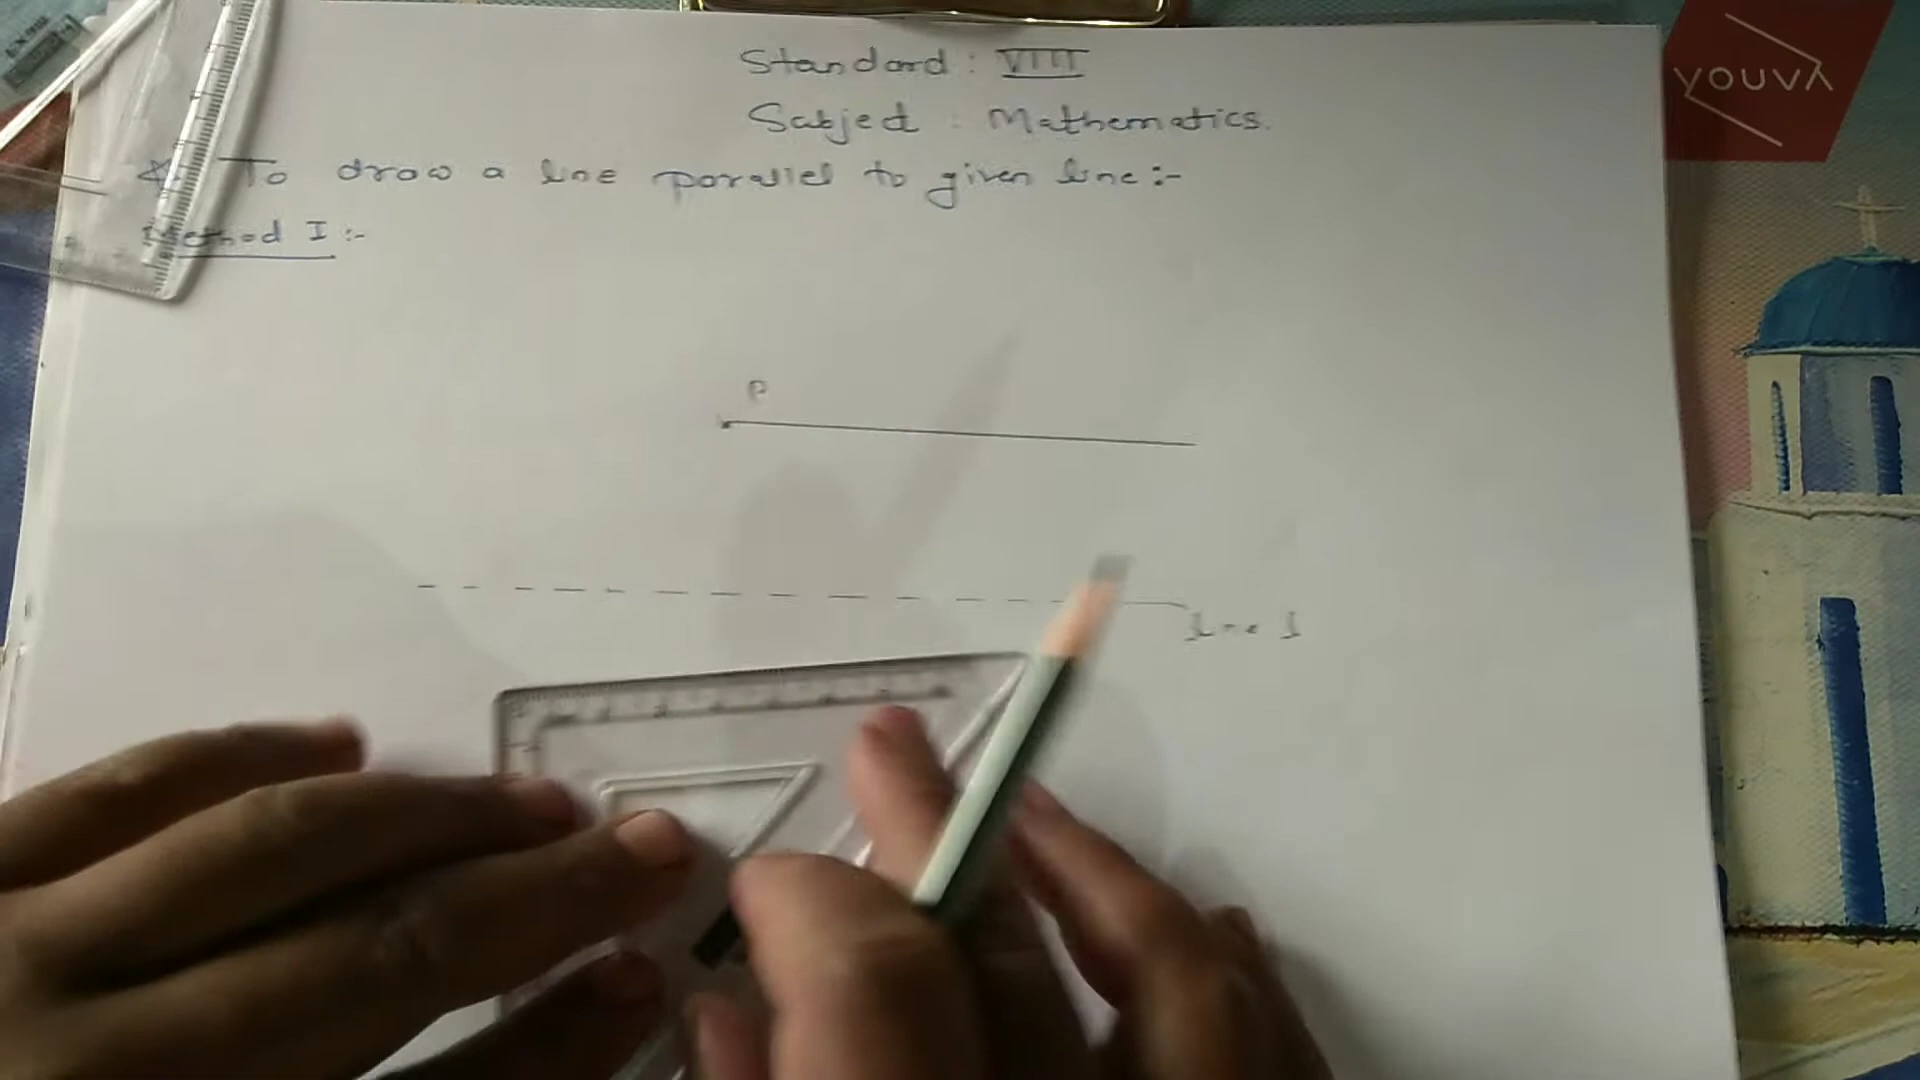 Standard : VIII
Subject : Mathematics.
To draw a line parallel to given line :-
Method I :-
P
line l
YOUVA